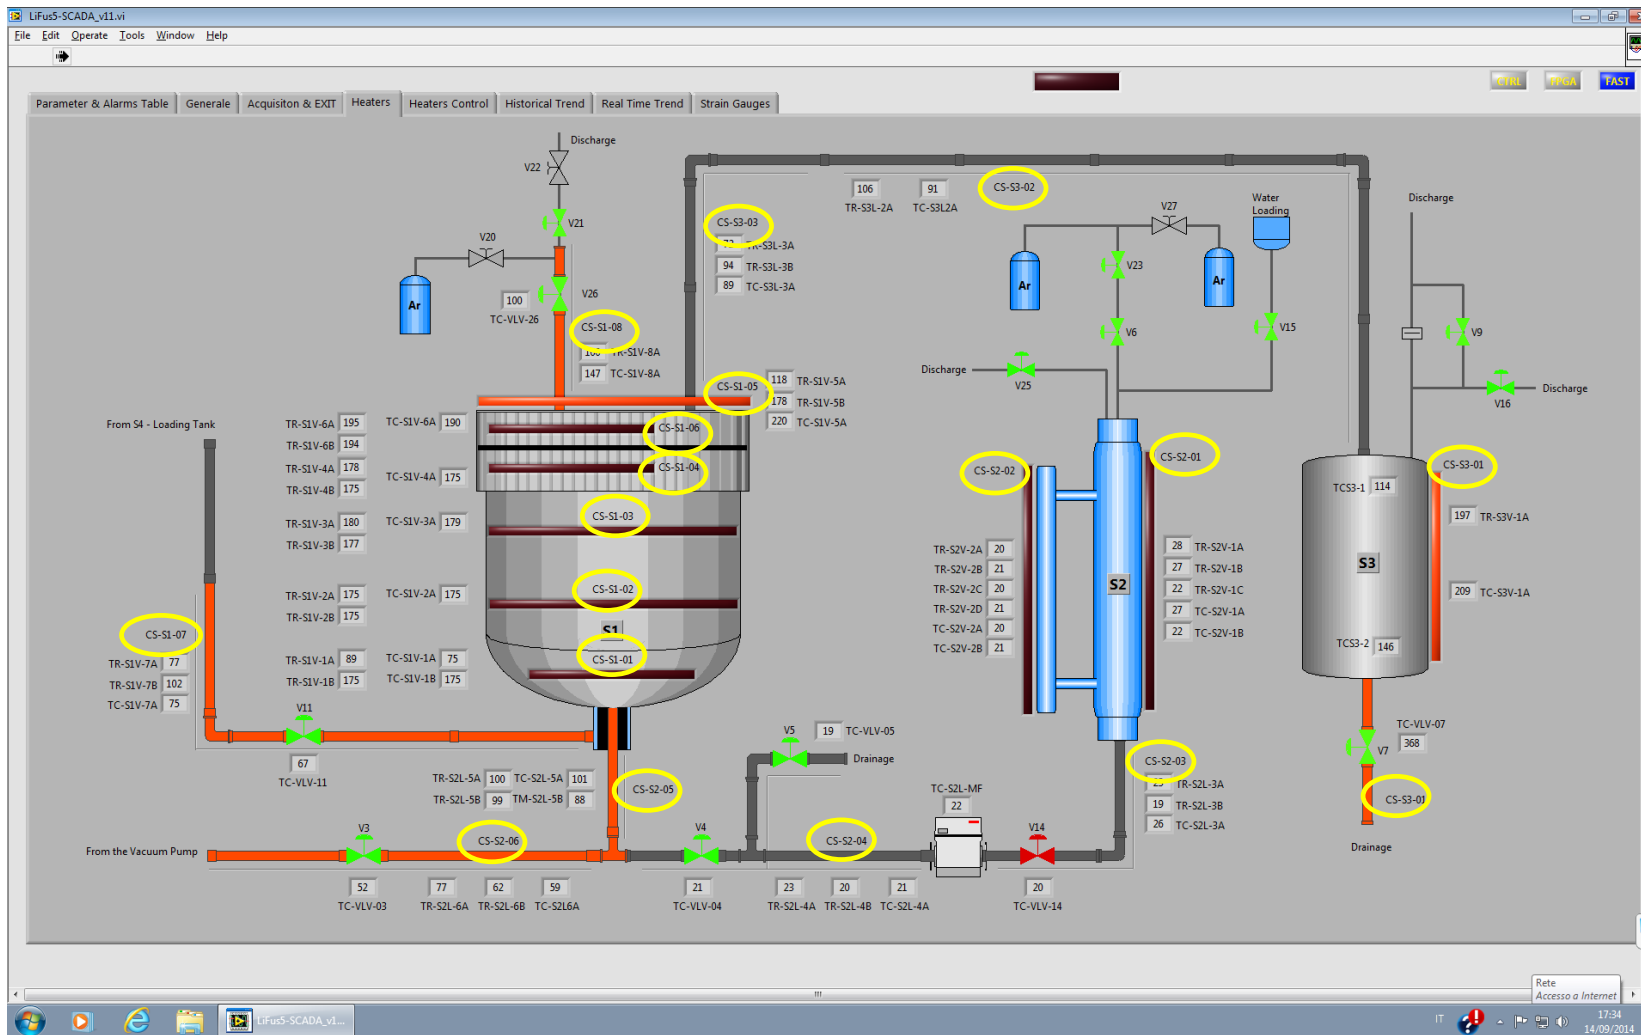 LiFus5-SCADA_v11.vi
File Edit Operate Tools Window Help
CTRL FPGA FAST
Parameter & Alarms Table Generale Acquisiton & EXIT Heaters Heaters Control Historical Trend Real Time Trend Strain Gauges
Discharge
V22
V21
V20
Ar
V26
100
TC-VLV-26
CS-S1-08
TR-S1V-8A
147 TC-S1V-8A
CS-S3-03
TR-S3L-3A
94 TR-S3L-3B
89 TC-S3L-3A
106
TR-S3L-2A
91
TC-S3L2A
CS-S3-02
V27
Water
Loading
Ar
V23
Ar
V6
V15
Discharge
V25
Discharge
V9
V16
Discharge
CS-S1-05
118 TR-S1V-5A
178 TR-S1V-5B
220 TC-S1V-5A
From S4 - Loading Tank
TR-S1V-6A 195 TC-S1V-6A 190
TR-S1V-6B 194
TR-S1V-4A 178 TC-S1V-4A 175
TR-S1V-4B 175
TR-S1V-3A 180 TC-S1V-3A 179
TR-S1V-3B 177
TR-S1V-2A 175 TC-S1V-2A 175
TR-S1V-2B 175
TR-S1V-1A 89 TC-S1V-1A 75
TR-S1V-1B 175 TC-S1V-1B 175
CS-S1-06
CS-S1-04
CS-S1-03
CS-S1-02
S1
CS-S1-01
CS-S1-07
TR-S1V-7A 77
TR-S1V-7B 102
TC-S1V-7A 75
V11
67
TC-VLV-11
CS-S2-02
CS-S2-01
TR-S2V-2A 20
TR-S2V-2B 21
TR-S2V-2C 20
TR-S2V-2D 21
TC-S2V-2A 20
TC-S2V-2B 21
S2
28 TR-S2V-1A
27 TR-S2V-1B
22 TR-S2V-1C
27 TC-S2V-1A
22 TC-S2V-1B
CS-S3-01
TCS3-1 114
197 TR-S3V-1A
S3
209 TC-S3V-1A
TCS3-2 146
TC-VLV-07
V7 368
CS-S3-01
Drainage
V5 19 TC-VLV-05
Drainage
TR-S2L-5A 100 TC-S2L-5A 101
TR-S2L-5B 99 TM-S2L-5B 88
CS-S2-05
CS-S2-03
TR-S2L-3A
19 TR-S2L-3B
26 TC-S2L-3A
TC-S2L-MF
22
From the Vacuum Pump
V3
CS-S2-06
V4
CS-S2-04
V14
52 77 62 59 21 23 20 21 20
TC-VLV-03 TR-S2L-6A TR-S2L-6B TC-S2L6A TC-VLV-04 TR-S2L-4A TR-S2L-4B TC-S2L-4A TC-VLV-14
Rete
Accesso a Internet
LiFus5-SCADA_v1...
IT
17:34
14/09/2014